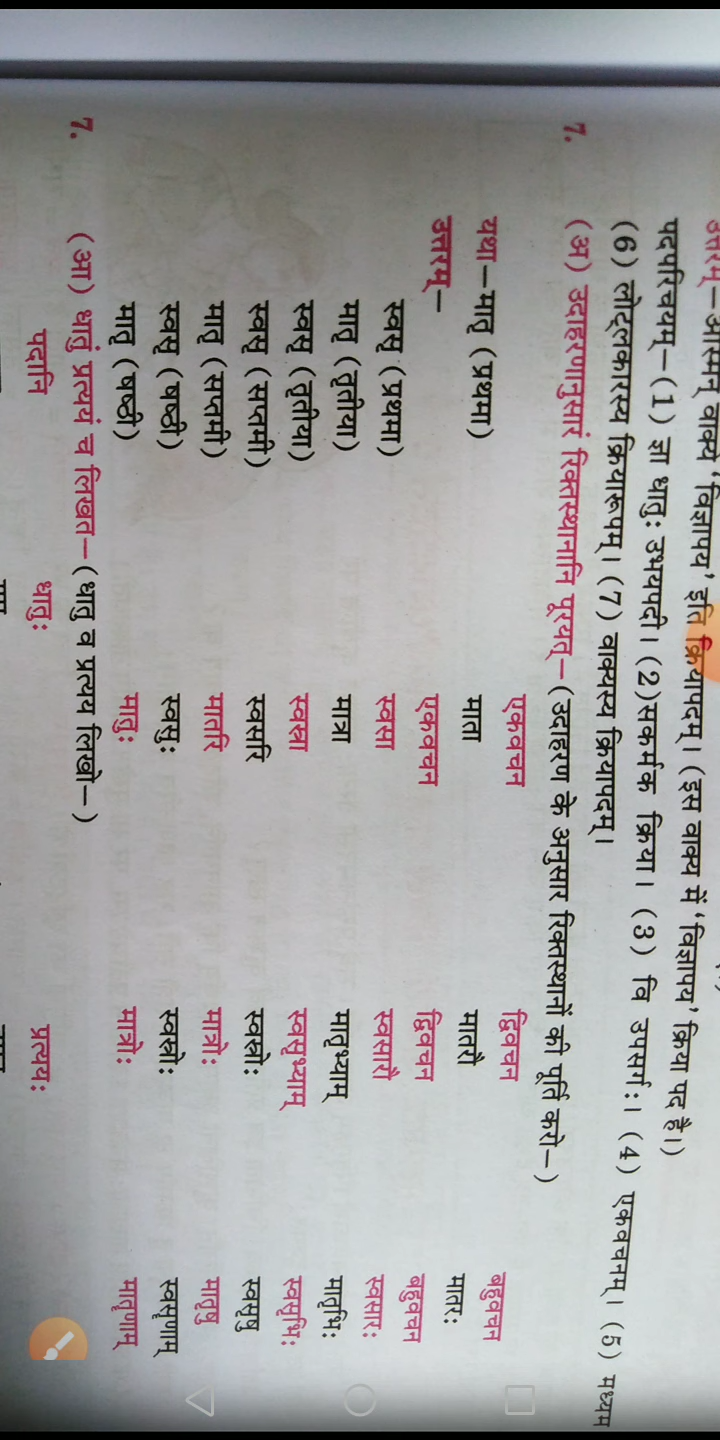 उत्तरम्–अस्मिन् वाक्ये 'विज्ञापय' इति क्रियापदम्। (इस वाक्य में 'विज्ञापय' क्रिया पद है।)
पदपरिचयम्–(1) ज्ञा धातुः उभयपदी। (2)सकर्मक क्रिया। (3) वि उपसर्गः। (4) एकवचनम्। (5) मध्यम
(6) लोट्लकारस्य क्रियारूपम्। (7) वाक्यस्य क्रियापदम्।
7. (अ) उदाहरणानुसारं रिक्तस्थानानि पूरयत्–(उदाहरण के अनुसार रिक्तस्थानों की पूर्ति करो–)
एकवचन द्विवचन बहुवचन
यथा–मातृ (प्रथमा) माता मातरौ मातरः
उत्तरम्– एकवचन द्विवचन बहुवचन
स्वसृ (प्रथमा) स्वसा स्वसारौ स्वसारः
मातृ (तृतीया) मात्रा मातृभ्याम् मातृभिः
स्वसृ (तृतीया) स्वस्रा स्वसृभ्याम् स्वसृभिः
स्वसृ (सप्तमी) स्वसरि स्वस्रोः स्वसृषु
मातृ (सप्तमी) मातरि मात्रोः मातृषु
स्वसृ (षष्ठी) स्वसुः स्वस्रोः स्वसृणाम्
मातृ (षष्ठी) मातुः मात्रोः मातृणाम्
7. (आ) धातुं प्रत्ययं च लिखत–(धातु व प्रत्यय लिखो–)
पदानि धातुः प्रत्ययः